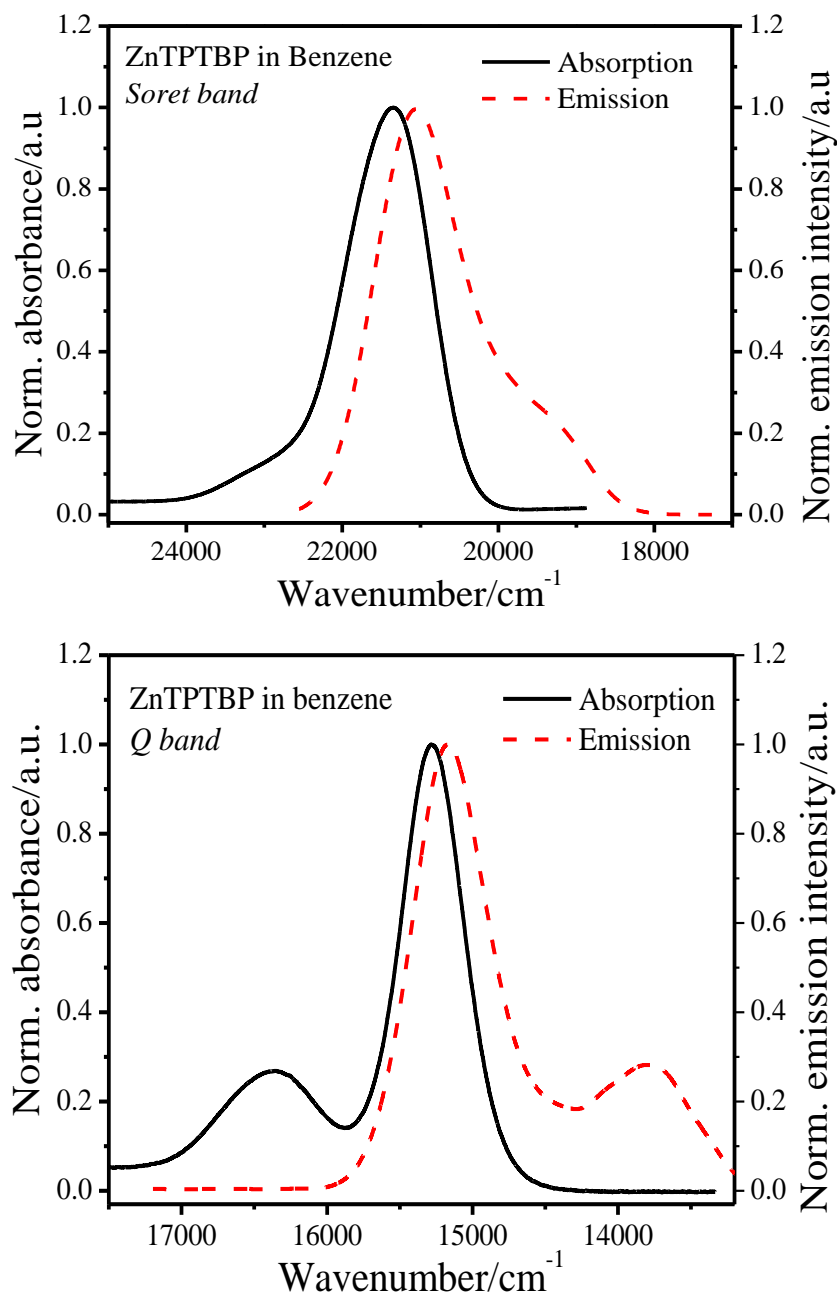 ZnTPTBP in Benzene
Soret band
Absorption
Emission
Norm. absorbance/a.u
Norm. emission intensity/a.u
1.2
1.0
0.8
0.6
0.4
0.2
0.0
1.2
1.0
0.8
0.6
0.4
0.2
0.0
24000 22000 20000 18000
Wavenumber/cm⁻¹
ZnTPTBP in benzene
Q band
Absorption
Emission
Norm. absorbance/a.u.
Norm. emission intensity/a.u.
1.2
1.0
0.8
0.6
0.4
0.2
0.0
1.2
1.0
0.8
0.6
0.4
0.2
0.0
17000 16000 15000 14000
Wavenumber/cm⁻¹